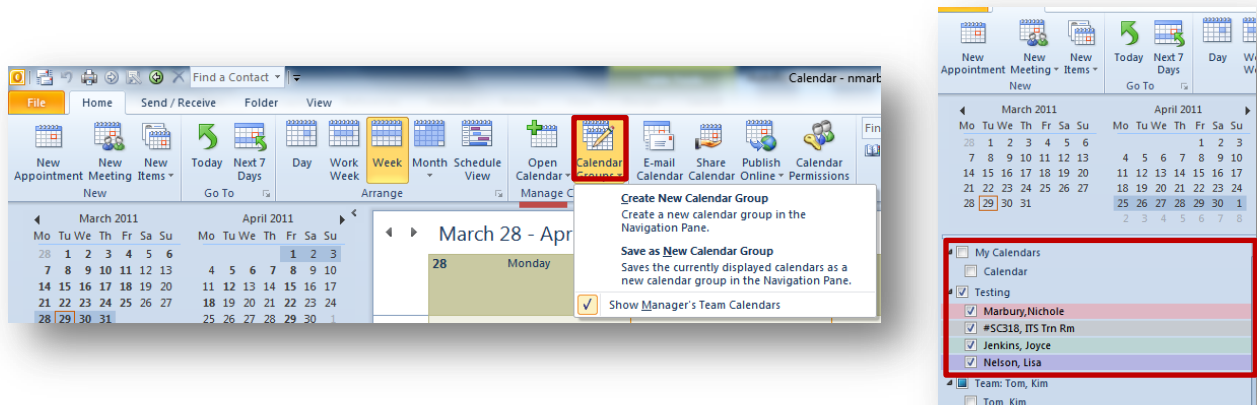 Find a Contact
Calendar - nmarb
File Home Send / Receive Folder View
New Appointment
New Meeting
New Items
New
Today
Next 7 Days
Go To
Day
Work Week
Week
Month
Schedule View
Arrange
Open Calendar
Calendar Groups
Manage C
E-mail Calendar
Share Calendar
Publish Online
Calendar Permissions
Fin
Create New Calendar Group
Create a new calendar group in the
Navigation Pane.
Save as New Calendar Group
Saves the currently displayed calendars as a
new calendar group in the Navigation Pane.
Show Manager's Team Calendars
March 2011
Mo Tu We Th Fr Sa Su
28 1 2 3 4 5 6
7 8 9 10 11 12 13
14 15 16 17 18 19 20
21 22 23 24 25 26 27
28 29 30 31
April 2011
Mo Tu We Th Fr Sa Su
1 2 3
4 5 6 7 8 9 10
11 12 13 14 15 16 17
18 19 20 21 22 23 24
25 26 27 28 29 30 1
March 28 - Apr
28 Monday
New Appointment
New Meeting
New Items
New
Today
Next 7 Days
Go To
Day
March 2011
Mo Tu We Th Fr Sa Su
28 1 2 3 4 5 6
7 8 9 10 11 12 13
14 15 16 17 18 19 20
21 22 23 24 25 26 27
28 29 30 31
April 2011
Mo Tu We Th Fr Sa Su
1 2 3
4 5 6 7 8 9 10
11 12 13 14 15 16 17
18 19 20 21 22 23 24
25 26 27 28 29 30 1
2 3 4 5 6 7 8
My Calendars
Calendar
Testing
Marbury,Nichole
#SC318, ITS Trn Rm
Jenkins, Joyce
Nelson, Lisa
Team: Tom, Kim
Tom, Kim